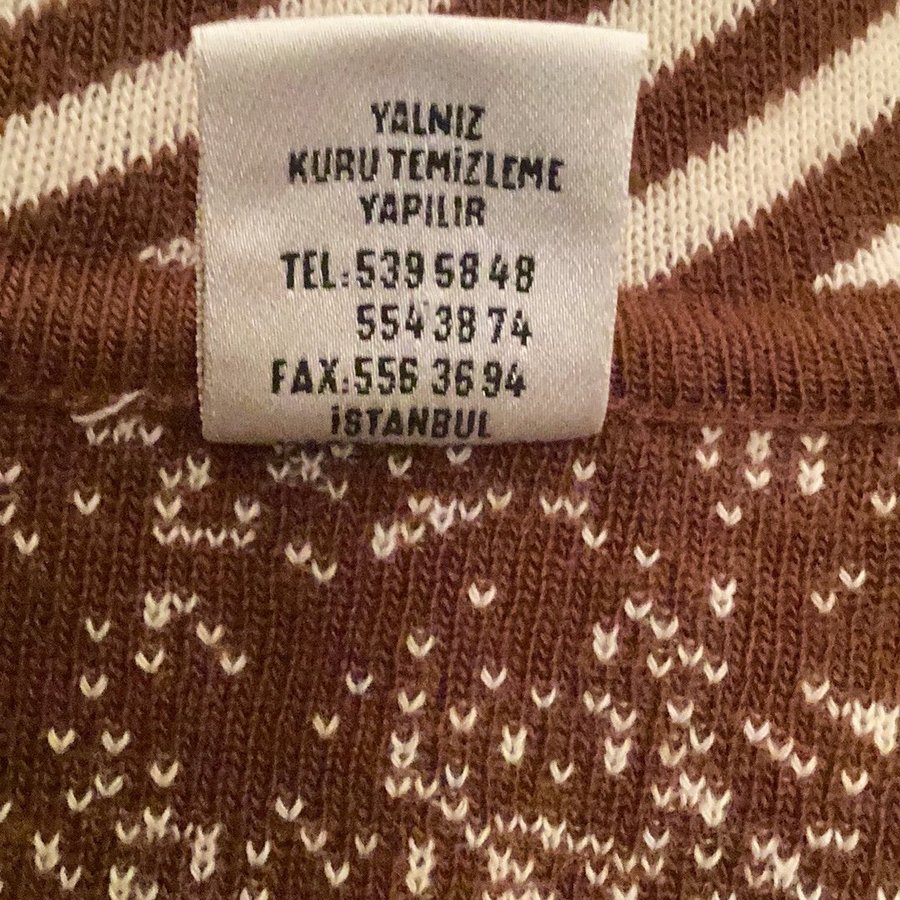 YALNIZ
KURU TEMİZLEME
YAPILIR
TEL:539 58 48
554 38 74
FAX:556 36 94
İSTANBUL